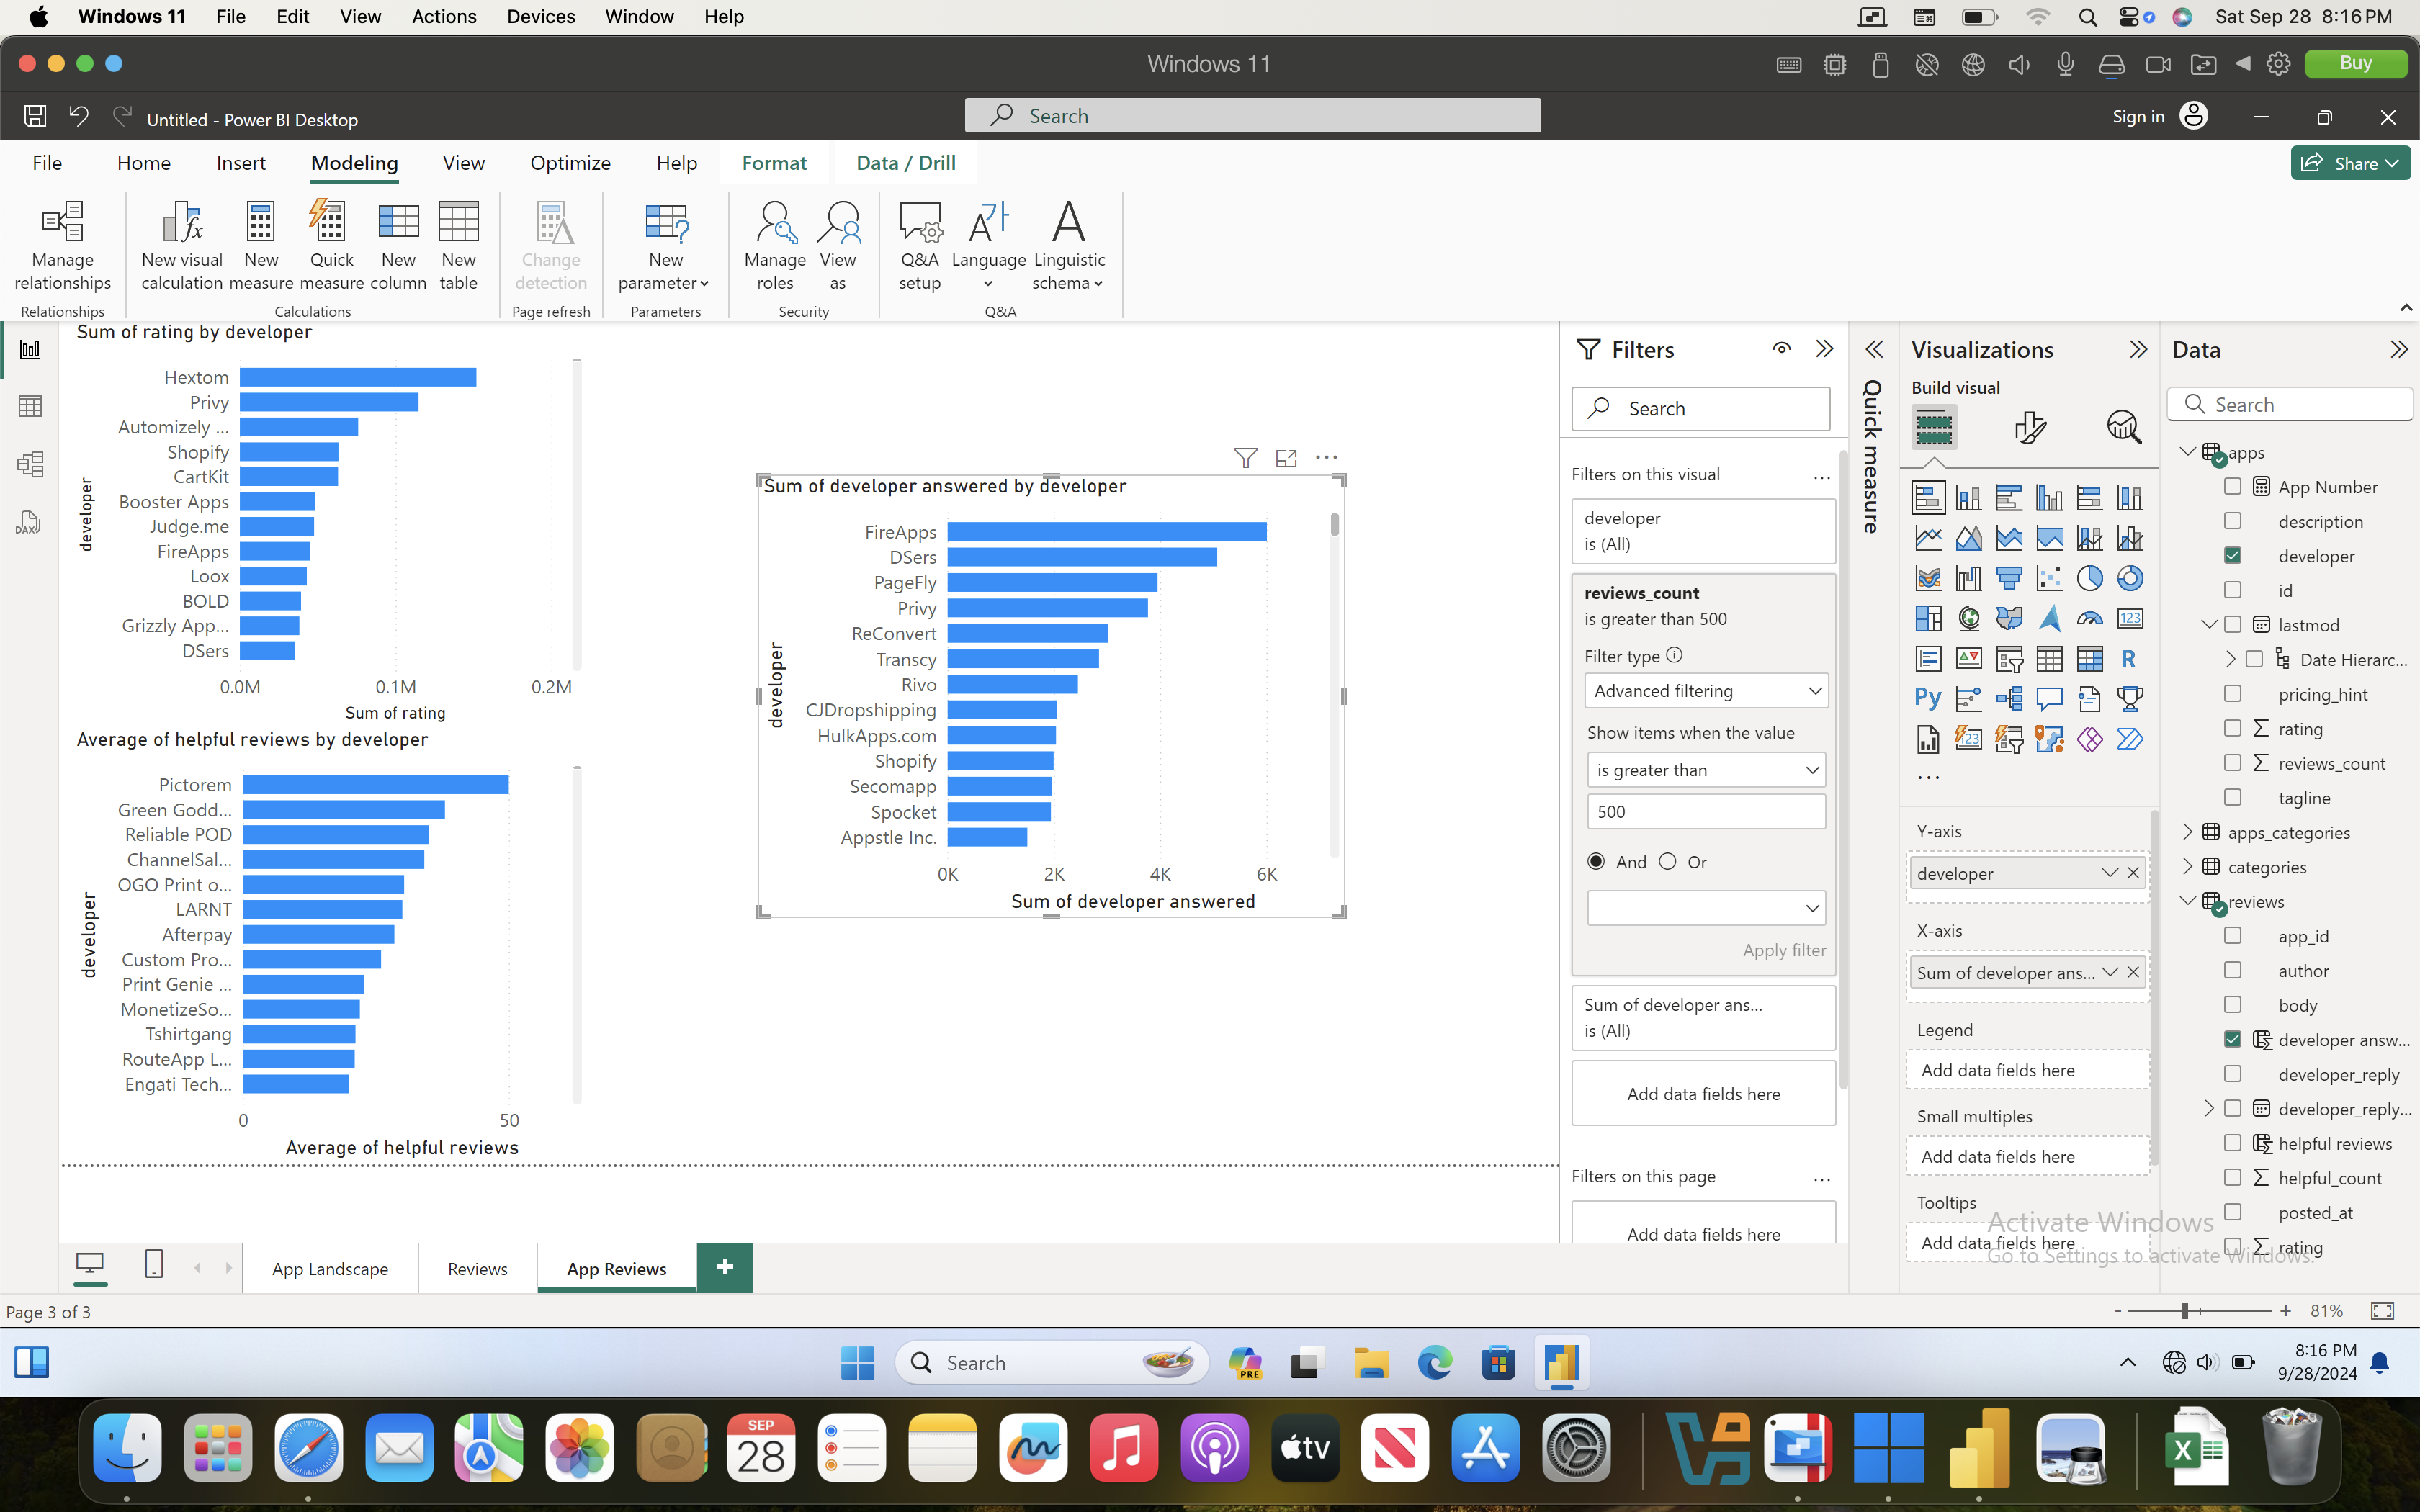 Windows 11 File Edit View Actions Devices Window Help Sat Sep 28 8:16 PM
Windows 11 Buy
Untitled - Power BI Desktop Search Sign in
File Home Insert Modeling View Optimize Help Format Data / Drill Share
Manage relationships
New visual calculation
New measure
Quick measure
New column
New table
Change detection
New parameter
Manage roles
View as
Q&A setup
Language
Linguistic schema
Relationships Calculations Page refresh Parameters Security Q&A
Sum of rating by developer
developer
Hextom
Privy
Automizely ...
Shopify
CartKit
Booster Apps
Judge.me
FireApps
Loox
BOLD
Grizzly App...
DSers
0.0M 0.1M 0.2M
Sum of rating
Average of helpful reviews by developer
developer
Pictorem
Green Godd...
Reliable POD
ChannelSal...
OGO Print o...
LARNT
Afterpay
Custom Pro...
Print Genie ...
MonetizeSo...
Tshirtgang
RouteApp L...
Engati Tech...
0 50
Average of helpful reviews
Sum of developer answered by developer
developer
FireApps
DSers
PageFly
Privy
ReConvert
Transcy
Rivo
CJDropshipping
HulkApps.com
Shopify
Secomapp
Spocket
Appstle Inc.
0K 2K 4K 6K
Sum of developer answered
Filters
Search
Filters on this visual ...
developer
is (All)
reviews_count
is greater than 500
Filter type
Advanced filtering
Show items when the value
is greater than
500
And Or
Apply filter
Sum of developer ans...
is (All)
Add data fields here
Filters on this page ...
Add data fields here
Quick measure
Visualizations
Build visual
123
R
Py
123
...
Y-axis
developer
X-axis
Sum of developer ans...
Legend
Add data fields here
Small multiples
Add data fields here
Tooltips
Add data fields here
Data
Search
apps
App Number
description
developer
id
lastmod
Date Hierarc...
pricing_hint
rating
reviews_count
tagline
apps_categories
categories
reviews
app_id
author
body
developer answ...
developer_reply
developer_reply...
helpful reviews
helpful_count
posted_at
rating
Activate Windows
Go to Settings to activate Windows.
DAX
App Landscape Reviews App Reviews +
Page 3 of 3 - + 81%
Search PRE 8:16 PM
9/28/2024
SEP
28
tv
X